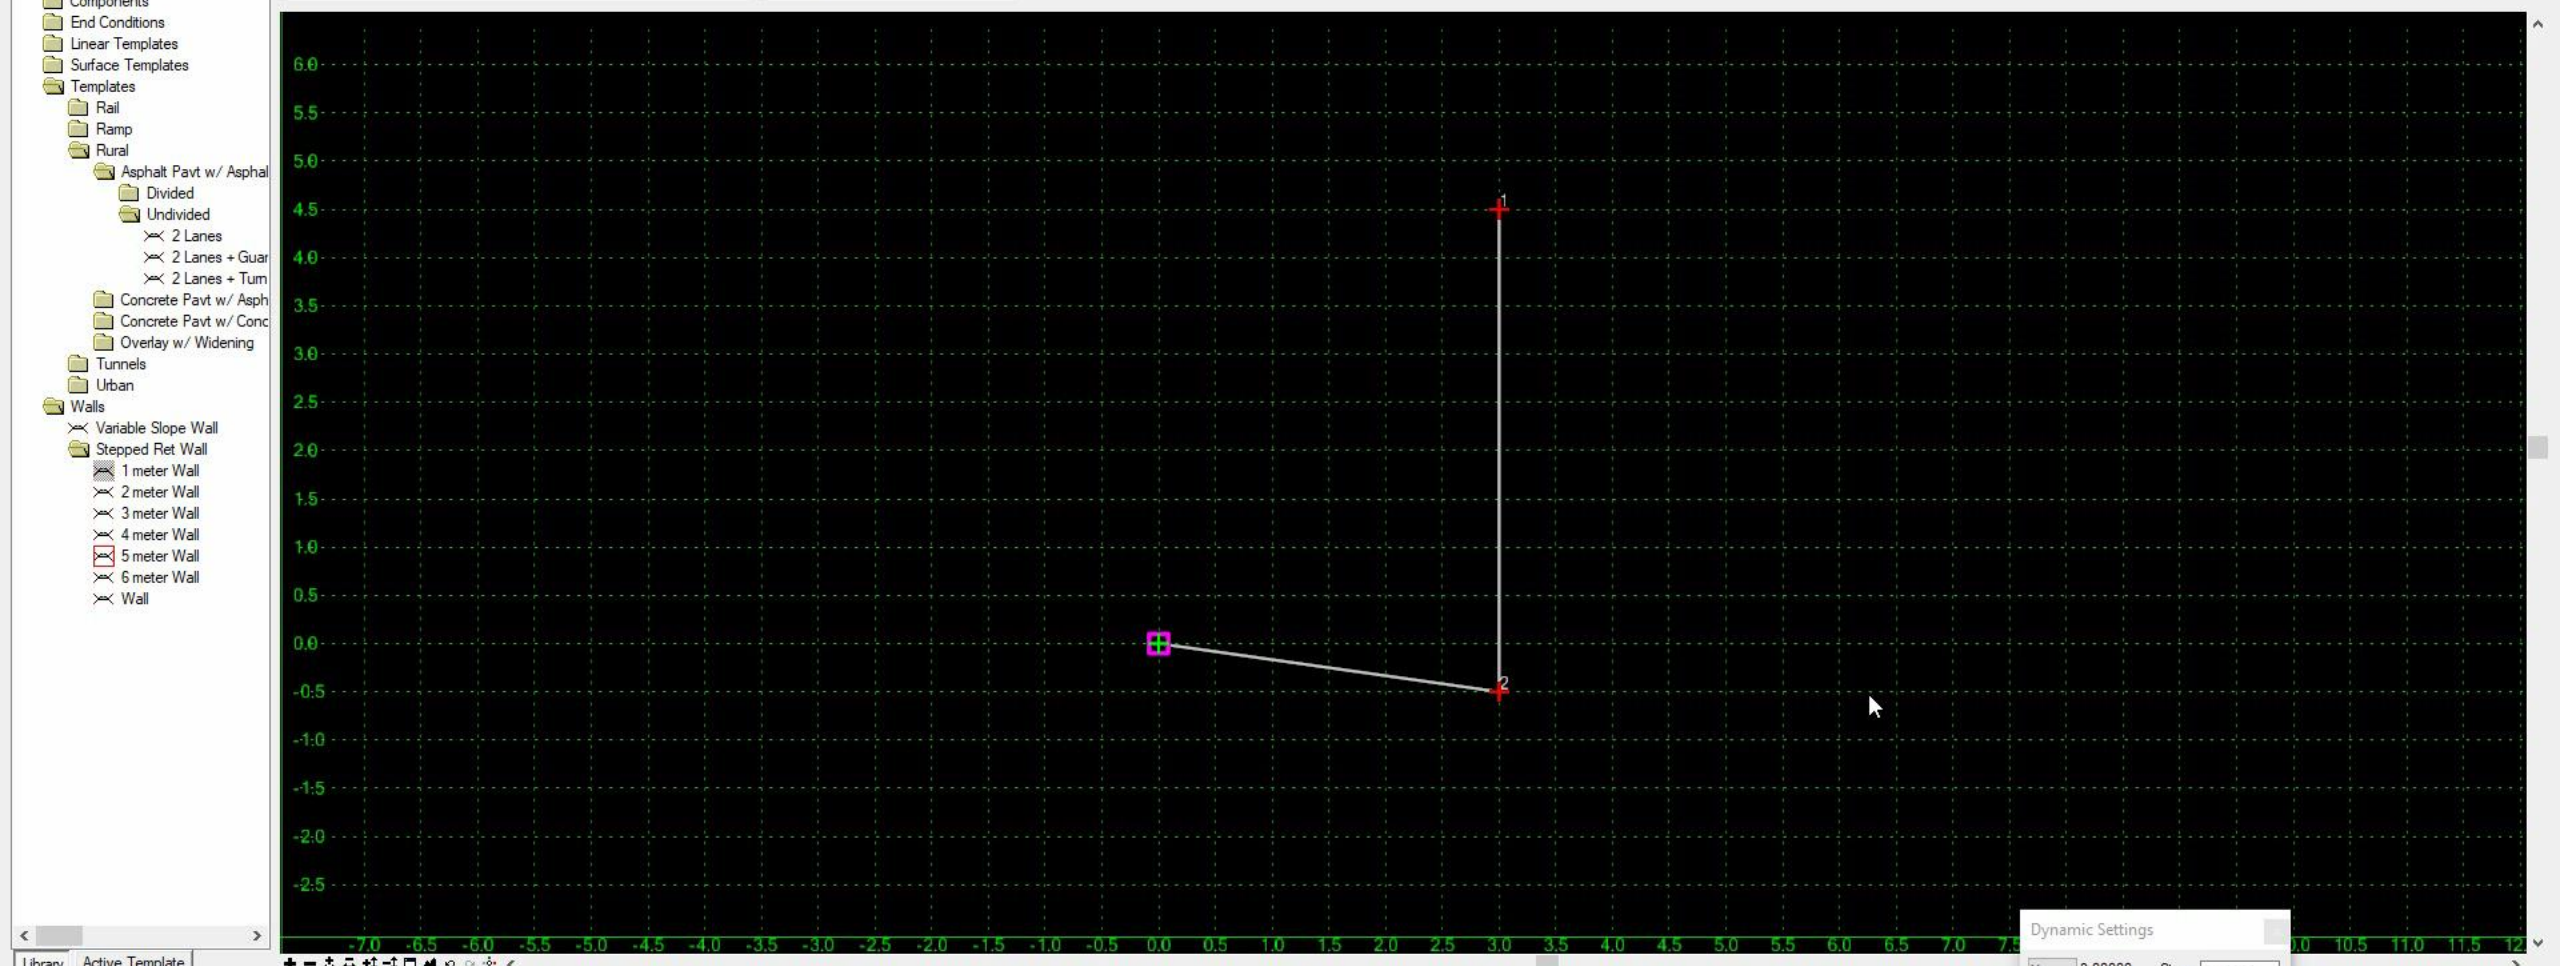 Components
End Conditions
Linear Templates
Surface Templates
Templates
Rail
Ramp
Rural
Asphalt Pavt w/ Asphal
Divided
Undivided
2 Lanes
2 Lanes + Guar
2 Lanes + Turn
Concrete Pavt w/ Asph
Concrete Pavt w/ Conc
Overlay w/ Widening
Tunnels
Urban
Walls
Variable Slope Wall
Stepped Ret Wall
1 meter Wall
2 meter Wall
3 meter Wall
4 meter Wall
5 meter Wall
6 meter Wall
Wall
Library
Active Template
6.0
5.5
5.0
4.5
4.0
3.5
3.0
2.5
2.0
1.5
1.0
0.5
0.0
-0.5
-1.0
-1.5
-2.0
-2.5
1
2
-7.0 -6.5 -6.0 -5.5 -5.0 -4.5 -4.0 -3.5 -3.0 -2.5 -2.0 -1.5 -1.0 -0.5 0.0 0.5 1.0 1.5 2.0 2.5 3.0 3.5 4.0 4.5 5.0 5.5 6.0 6.5 7.0 7.5 0.0 10.5 11.0 11.5 12.
Dynamic Settings